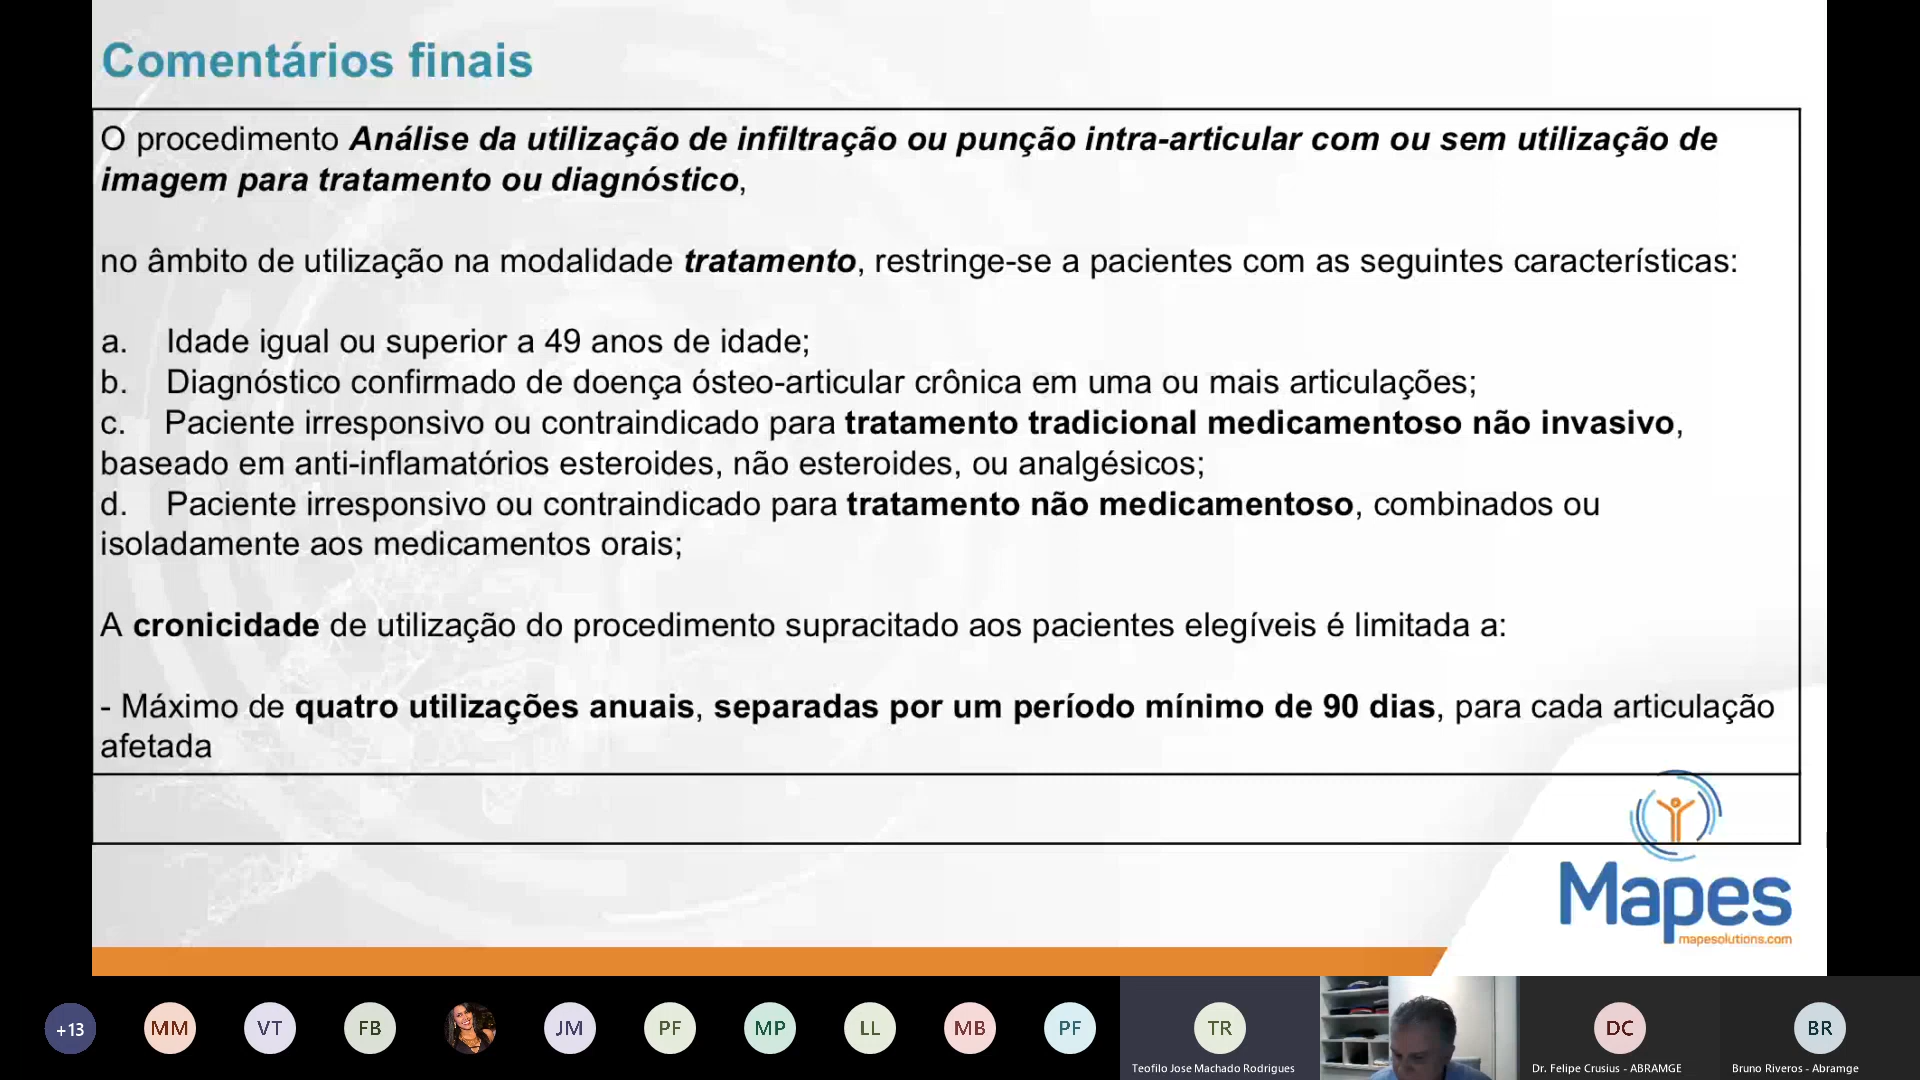 Comentários finais
O procedimento Análise da utilização de infiltração ou punção intra-articular com ou sem utilização de
imagem para tratamento ou diagnóstico,
no âmbito de utilização na modalidade tratamento, restringe-se a pacientes com as seguintes características:
a. Idade igual ou superior a 49 anos de idade;
b. Diagnóstico confirmado de doença ósteo-articular crônica em uma ou mais articulações;
c. Paciente irresponsivo ou contraindicado para tratamento tradicional medicamentoso não invasivo,
baseado em anti-inflamatórios esteroides, não esteroides, ou analgésicos;
d. Paciente irresponsivo ou contraindicado para tratamento não medicamentoso, combinados ou
isoladamente aos medicamentos orais;
A cronicidade de utilização do procedimento supracitado aos pacientes elegíveis é limitada a:
- Máximo de quatro utilizações anuais, separadas por um período mínimo de 90 dias, para cada articulação
afetada
Mapes
mapesolutions.com
+13 MM VT FB JM PF MP LL MB PF TR DC BR
Teofilo Jose Machado Rodrigues Dr. Felipe Crusius - ABRAMGE Bruno Riveros - Abramge